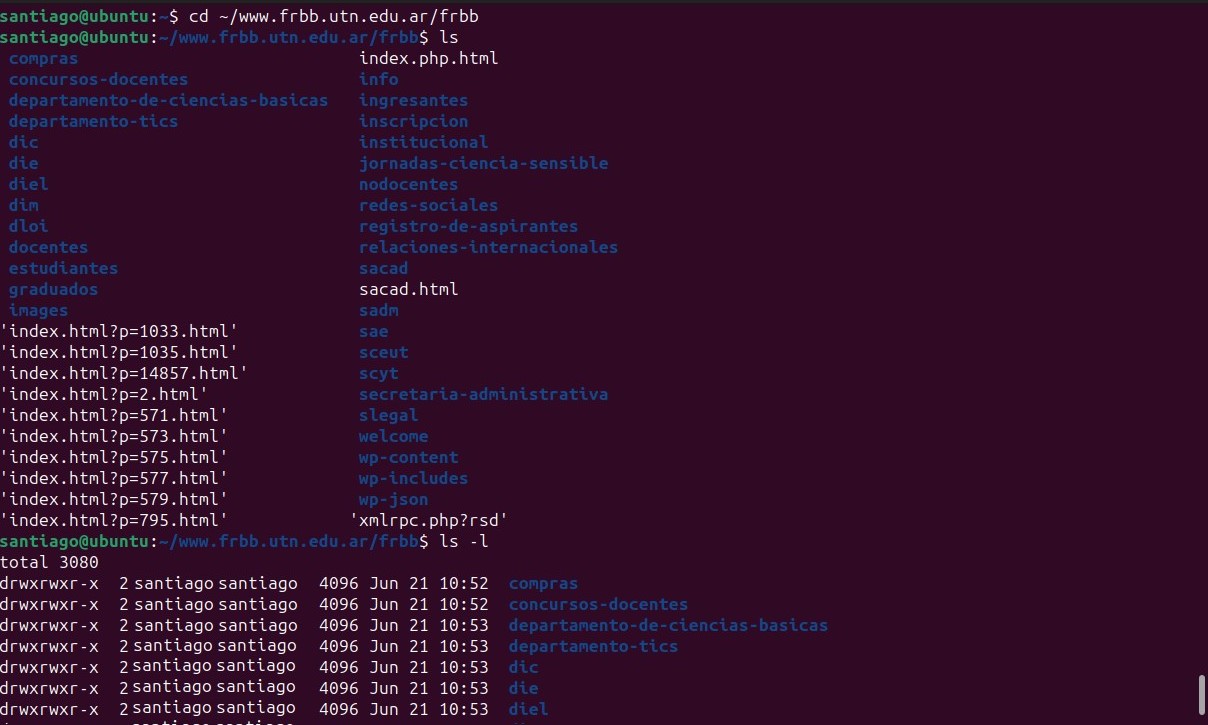 santiago@ubuntu:~$ cd ~/www.frbb.utn.edu.ar/frbb
santiago@ubuntu:~/www.frbb.utn.edu.ar/frbb$ ls
compras index.php.html
concursos-docentes info
departamento-de-ciencias-basicas ingresantes
departamento-tics inscripcion
dic institucional
die jornadas-ciencia-sensible
diel nodocentes
dim redes-sociales
dloi registro-de-aspirantes
docentes relaciones-internacionales
estudiantes sacad
graduados sacad.html
images sadm
'index.html?p=1033.html' sae
'index.html?p=1035.html' sceut
'index.html?p=14857.html' scyt
'index.html?p=2.html' secretaria-administrativa
'index.html?p=571.html' slegal
'index.html?p=573.html' welcome
'index.html?p=575.html' wp-content
'index.html?p=577.html' wp-includes
'index.html?p=579.html' wp-json
'index.html?p=795.html' 'xmlrpc.php?rsd'
santiago@ubuntu:~/www.frbb.utn.edu.ar/frbb$ ls -l
total 3080
drwxrwxr-x 2 santiago santiago 4096 Jun 21 10:52 compras
drwxrwxr-x 2 santiago santiago 4096 Jun 21 10:52 concursos-docentes
drwxrwxr-x 2 santiago santiago 4096 Jun 21 10:53 departamento-de-ciencias-basicas
drwxrwxr-x 2 santiago santiago 4096 Jun 21 10:53 departamento-tics
drwxrwxr-x 2 santiago santiago 4096 Jun 21 10:53 dic
drwxrwxr-x 2 santiago santiago 4096 Jun 21 10:53 die
drwxrwxr-x 2 santiago santiago 4096 Jun 21 10:53 diel